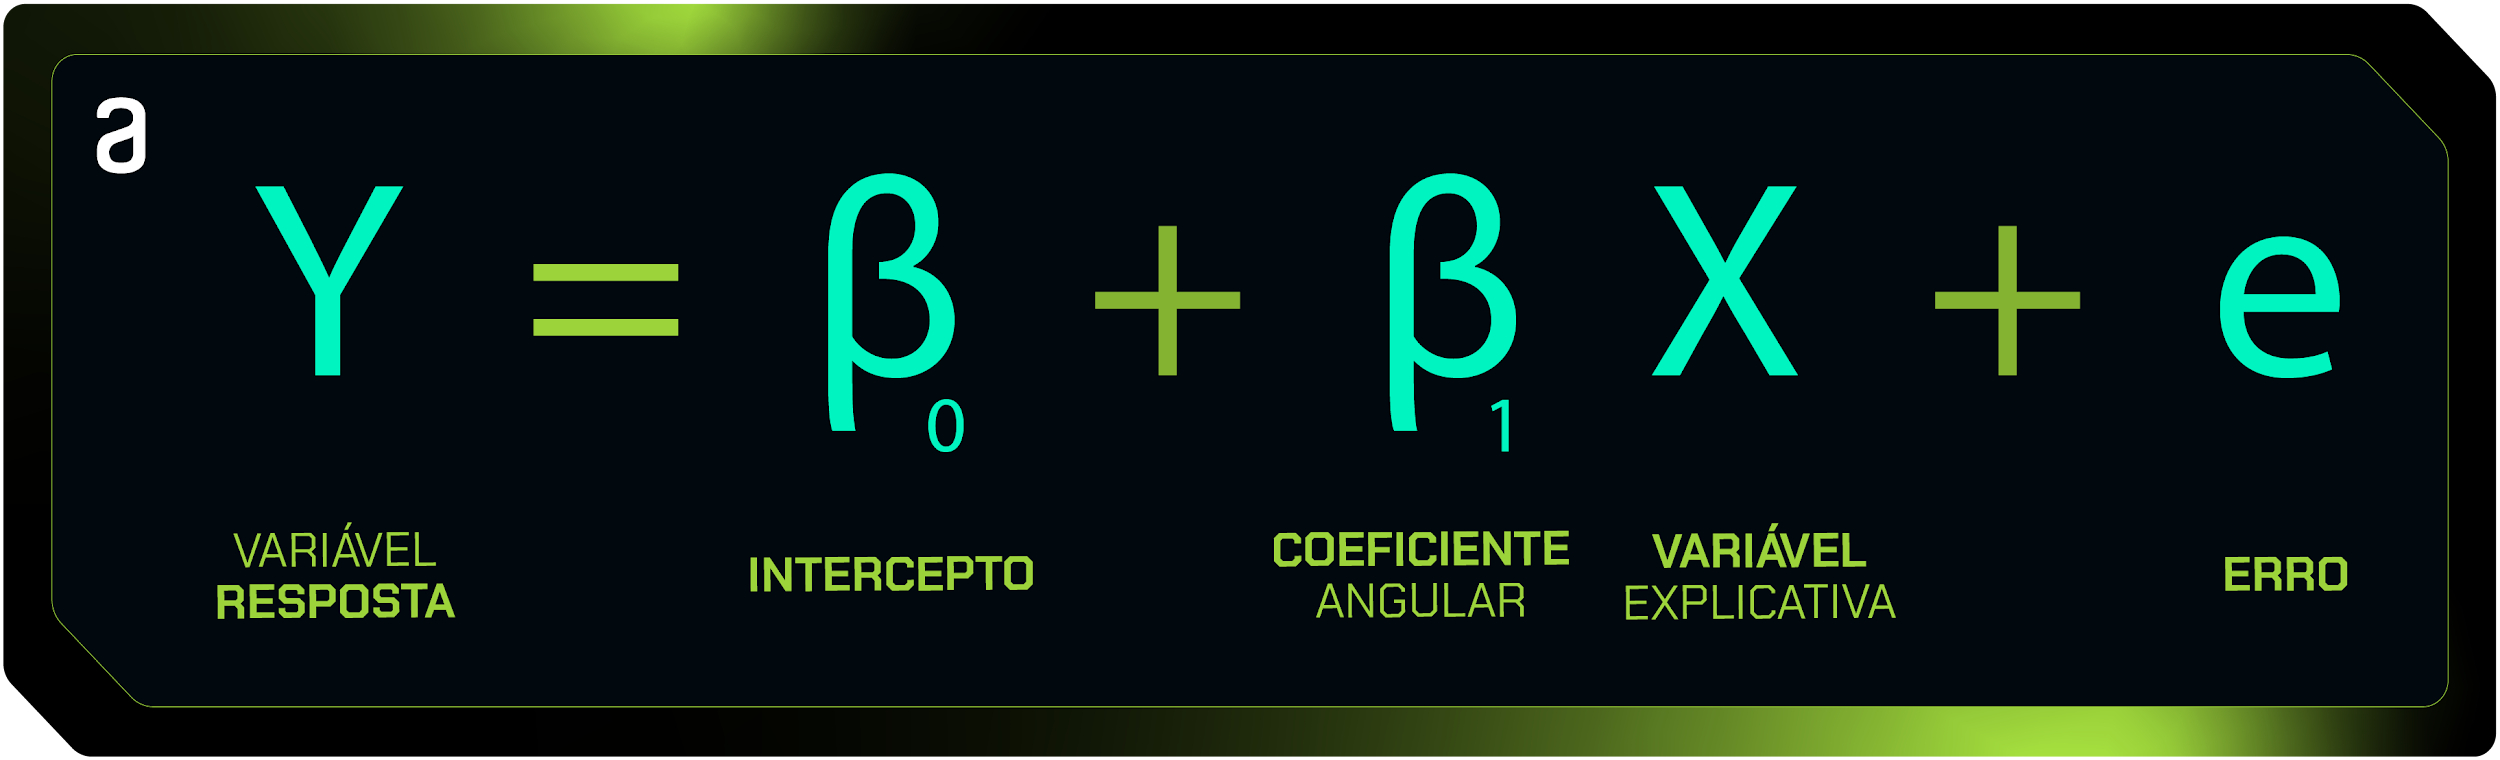 a
Y = β₀ + β₁ X + e
VARIÁVEL RESPOSTA
INTERCEPTO
COEFICIENTE ANGULAR
VARIÁVEL EXPLICATIVA
ERRO